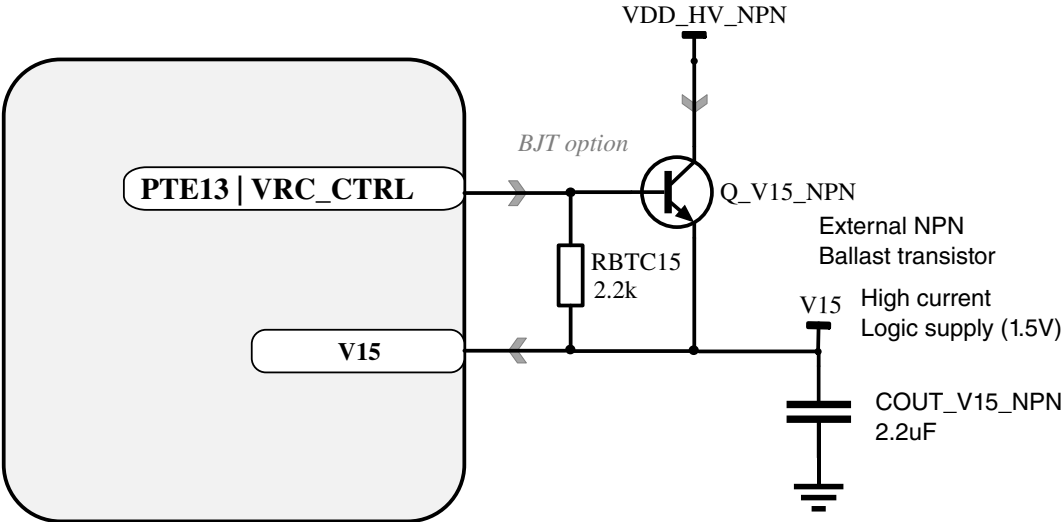 VDD_HV_NPN
BJT option
PTE13 | VRC_CTRL
Q_V15_NPN
External NPN
Ballast transistor
RBTC15
2.2k
V15
High current
Logic supply (1.5V)
V15
COUT_V15_NPN
2.2uF